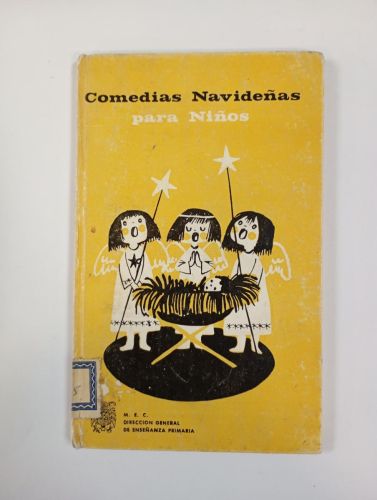 Comedias Navideñas
para Niños
M. E. C.
DIRECCION GENERAL
DE ENSEÑANZA PRIMARIA